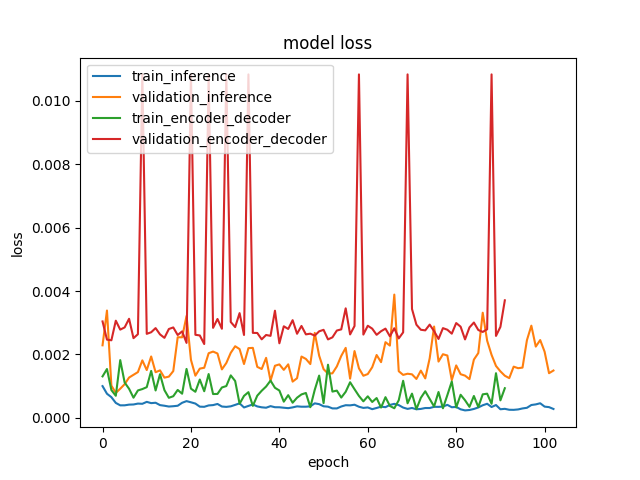 model loss
train_inference
validation_inference
train_encoder_decoder
validation_encoder_decoder
loss
0.010
0.008
0.006
0.004
0.002
0.000
0 20 40 60 80 100
epoch